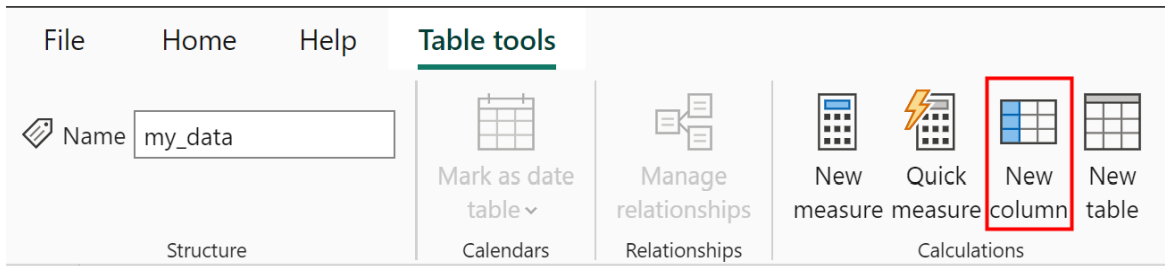 File Home Help Table tools
Name my_data
Mark as date
table
Manage
relationships
New
measure
Quick
measure
New
column
New
table
Structure Calendars Relationships Calculations